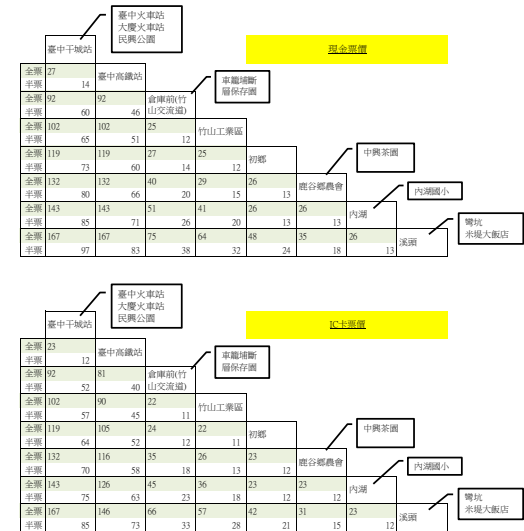 臺中火車站
大慶火車站
民興公園
臺中干城站
現金票價
全票 27
半票 14
臺中高鐵站
車籠埔斷
層保存園
全票 92 92
半票 60 46
倉庫前(竹
山交流道)
全票 102 102 25
半票 65 51 12
竹山工業區
全票 119 119 27 25
半票 73 60 14 12
初鄉
中興茶園
全票 132 132 40 29 26
半票 80 66 20 15 13
鹿谷鄉農會
內湖國小
全票 143 143 51 41 26 26
半票 85 71 26 20 13 13
內湖
彎坑
米堤大飯店
全票 167 167 75 64 48 35 26
半票 97 83 38 32 24 18 13
溪頭
臺中火車站
大慶火車站
民興公園
臺中干城站
IC卡票價
全票 23
半票 12
臺中高鐵站
車籠埔斷
層保存園
全票 92 81
半票 52 40
倉庫前(竹
山交流道)
全票 102 90 22
半票 57 45 11
竹山工業區
全票 119 105 24 22
半票 64 52 12 11
初鄉
中興茶園
全票 132 116 35 26 23
半票 70 58 18 13 12
鹿谷鄉農會
內湖國小
全票 143 126 45 36 23 23
半票 75 63 23 18 12 12
內湖
彎坑
米堤大飯店
全票 167 146 66 57 42 31 23
半票 85 73 33 28 21 15 12
溪頭